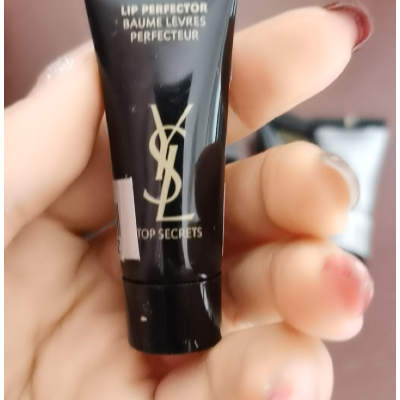 LIP PERFECTOR
BAUME LÈVRES
PERFECTEUR
YSL
TOP SECRETS